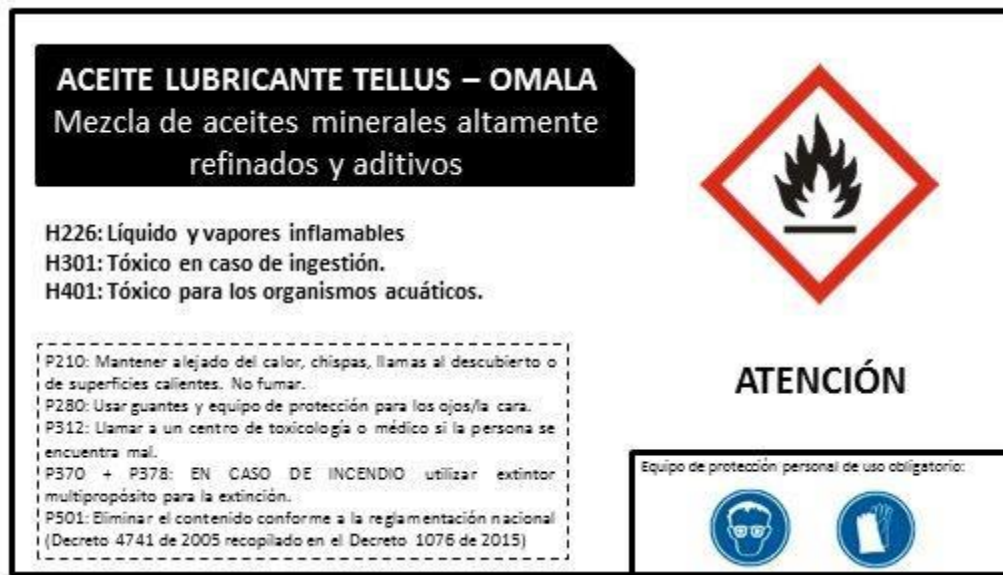 ACEITE LUBRICANTE TELLUS – OMALA
Mezcla de aceites minerales altamente
refinados y aditivos
H226: Líquido y vapores inflamables
H301: Tóxico en caso de ingestión.
H401: Tóxico para los organismos acuáticos.
P210: Mantener alejado del calor, chispas, llamas al descubierto o
de superficies calientes. No fumar.
P280: Usar guantes y equipo de protección para los ojos/la cara.
P312: Llamar a un centro de toxicología o médico si la persona se
encuentra mal.
P370 + P378: EN CASO DE INCENDIO utilizar extintor
multipropósito para la extinción.
P501: Eliminar el contenido conforme a la reglamentación nacional
(Decreto 4741 de 2005 recopilado en el Decreto 1076 de 2015)
ATENCIÓN
Equipo de protección personal de uso obligatorio: